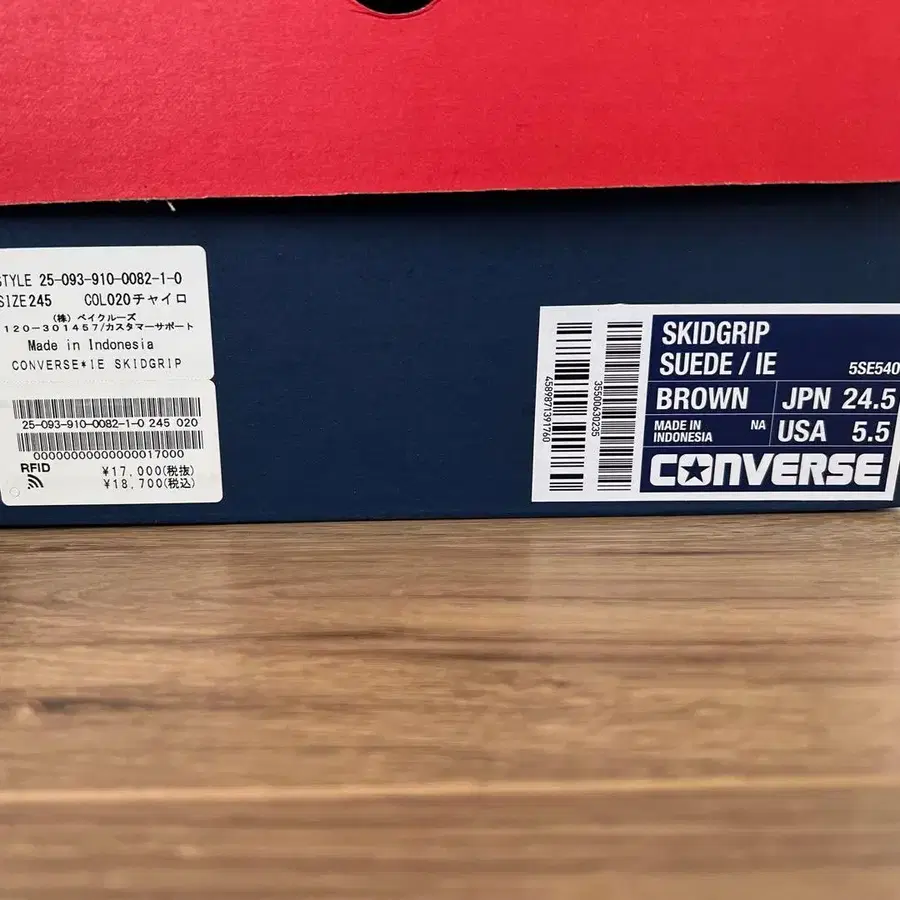 STYLE 25-093-910-0082-1-0
SIZE245 COL020チャイロ
(株) ベイクルーズ
120-301457/カスタマーサポート
Made in Indonesia
CONVERSE*IE SKIDGRIP
25-093-910-0082-1-0 245 020
00000000000000017000
RFID
¥17,000(税抜)
¥18,700(税込)
4589871391760
35500630235
SKIDGRIP
SUEDE / IE 5SE540
BROWN JPN 24.5
MADE IN INDONESIA NA USA 5.5
CONVERSE